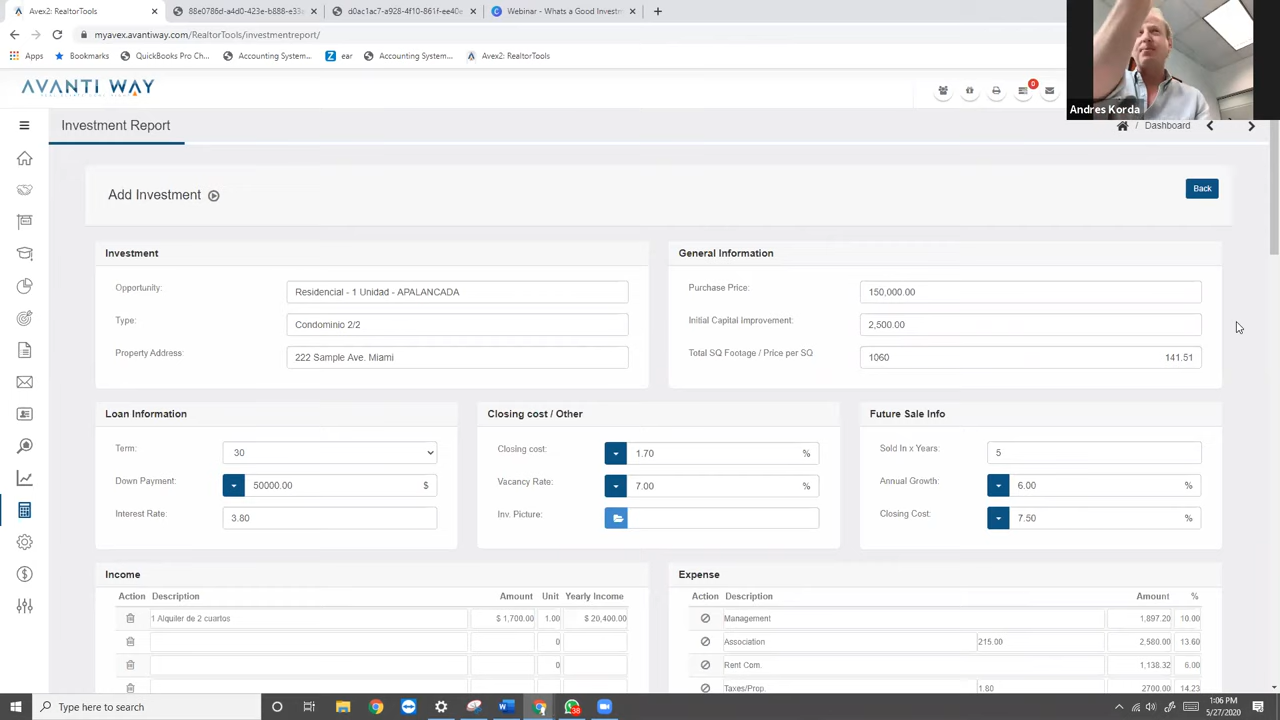 Avex2: RealtorTools
88e0786d-a4d0-423e-b888-e33
d0ac1ac7-a928-4f10-861f-ee40e
Webinar - Whats a Good Investm
myavex.avantiway.com/RealtorTools/investmentreport/
Apps
Bookmarks
QuickBooks Pro Ch...
Accounting System...
ear
Accounting System...
Avex2: RealtorTools
AVANTI WAY
0
Andres Korda
Investment Report
/ Dashboard
Add Investment
Back
Investment
Opportunity: Residencial - 1 Unidad - APALANCADA
Type: Condominio 2/2
Property Address: 222 Sample Ave. Miami
General Information
Purchase Price: 150,000.00
Initial Capital Improvement: 2,500.00
Total SQ Footage / Price per SQ 1060 141.51
Loan Information
Term: 30
Down Payment: 50000.00 $
Interest Rate: 3.80
Closing cost / Other
Closing cost: 1.70 %
Vacancy Rate: 7.00 %
Inv. Picture:
Future Sale Info
Sold In x Years: 5
Annual Growth: 6.00 %
Closing Cost: 7.50 %
Income
Action Description Amount Unit Yearly Income
1 Alquiler de 2 cuartos $ 1,700.00 1.00 $ 20,400.00
0
0
0
Expense
Action Description Amount %
Management 1,897.20 10.00
Association 215.00 2,580.00 13.60
Rent Com. 1,138.32 6.00
Taxes/Prop. 1.80 2700.00 14.23
Type here to search
38
1:06 PM
5/27/2020